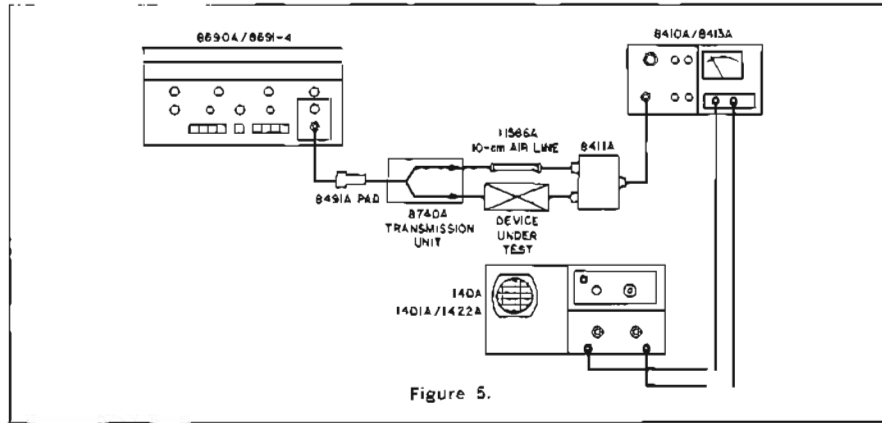 8690A/8691-4
8410A/8413A
11566A
10-cm AIR LINE
8411A
8491A PAD
8740A
TRANSMISSION
UNIT
DEVICE
UNDER
TEST
140A
1401A/1422A
Figure 5.